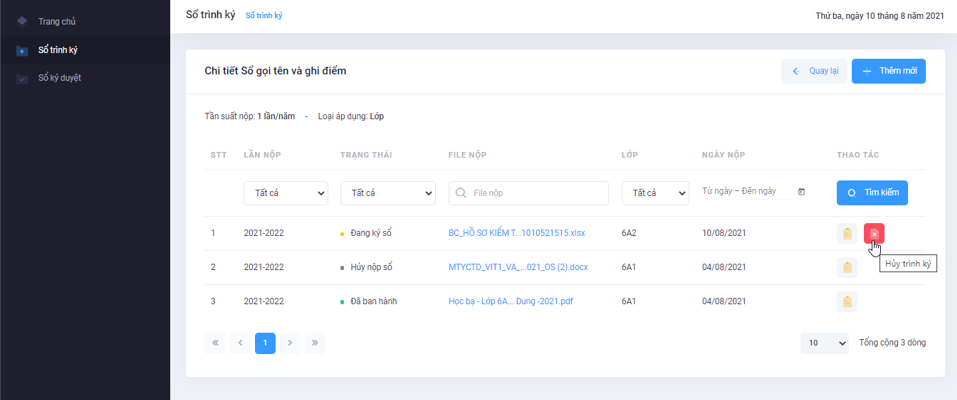 Trang chủ
Sổ trình ký
Sổ ký duyệt
Sổ trình ký Sổ trình ký
Thứ ba, ngày 10 tháng 8 năm 2021
Chi tiết Sổ gọi tên và ghi điểm
Quay lại
Thêm mới
Tần suất nộp: 1 lần/năm - Loại áp dụng: Lớp
STT LẦN NỘP TRẠNG THÁI FILE NỘP LỚP NGÀY NỘP THAO TÁC
Tất cả Tất cả File nộp Tất cả Từ ngày – Đến ngày Tìm kiếm
1 2021-2022 Đang ký số BC_HỒ SƠ KIỂM T...1010521515.xlsx 6A2 10/08/2021
Hủy trình ký
2 2021-2022 Hủy nộp sổ MTYCTD_VIT1_VA_...021_OS (2).docx 6A1 04/08/2021
3 2021-2022 Đã ban hành Học bạ - Lớp 6A... Dung -2021.pdf 6A1 04/08/2021
1
10 Tổng cộng 3 dòng